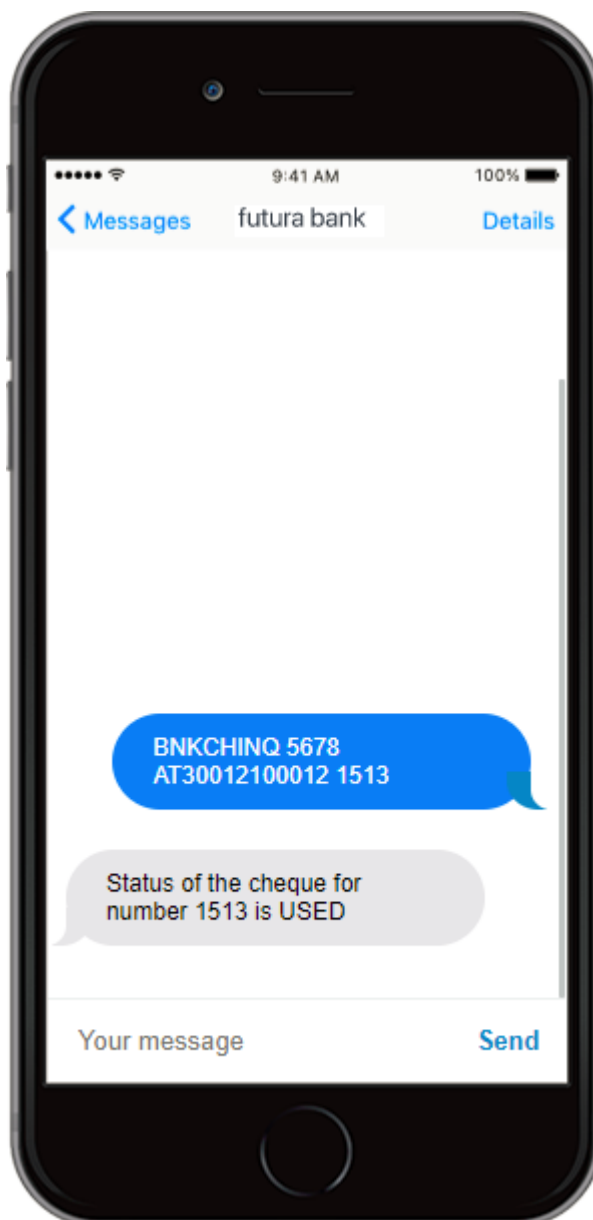 9:41 AM 100%
Messages futura bank Details
BNKCHINQ 5678
AT30012100012 1513
Status of the cheque for
number 1513 is USED
Your message Send